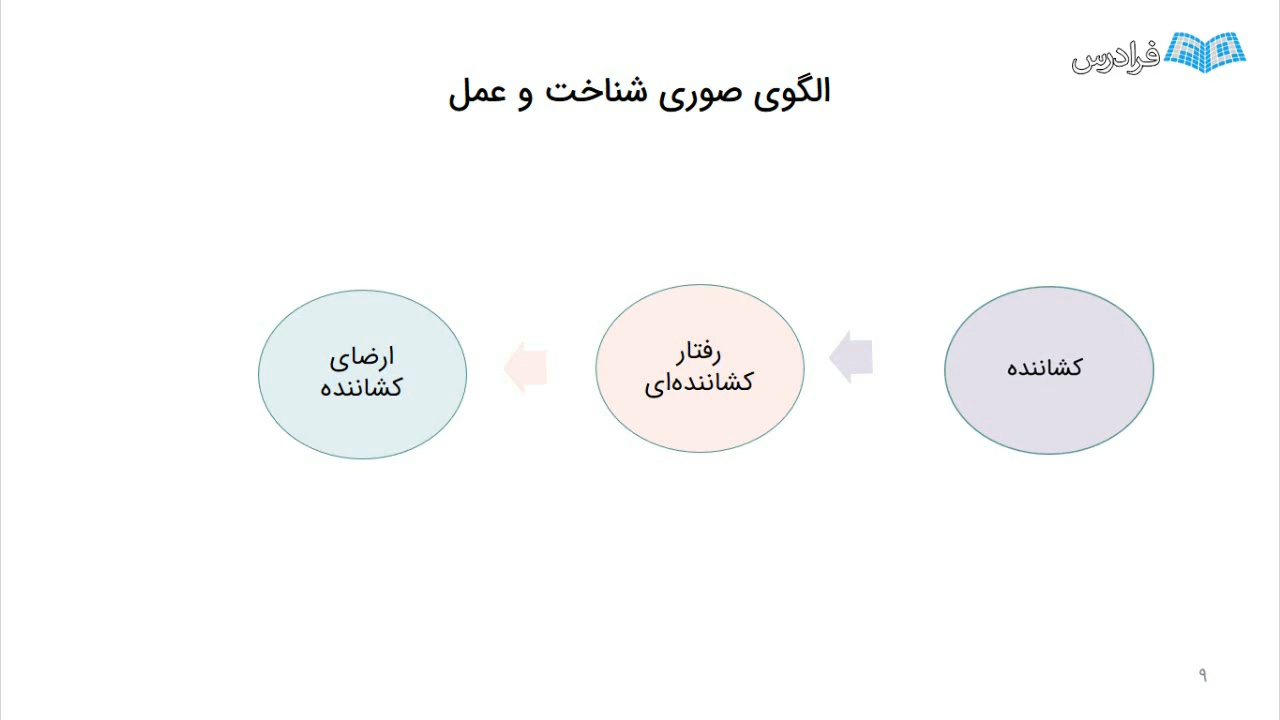 فرادرس
الگوی صوری شناخت و عمل
کشاننده
رفتار
کشاننده‌ای
ارضای
کشاننده
۹